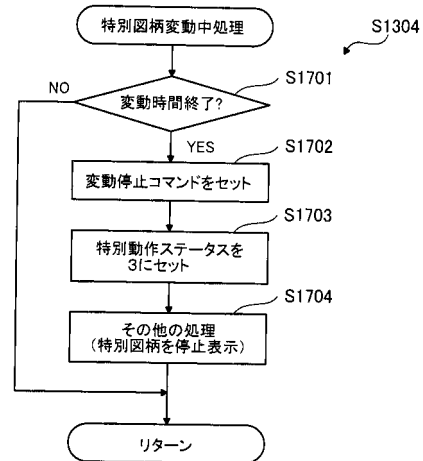 特別図柄変動中処理
S1304
S1701
NO
変動時間終了?
YES
S1702
変動停止コマンドをセット
S1703
特別動作ステータスを
3にセット
S1704
その他の処理
(特別図柄を停止表示)
リターン